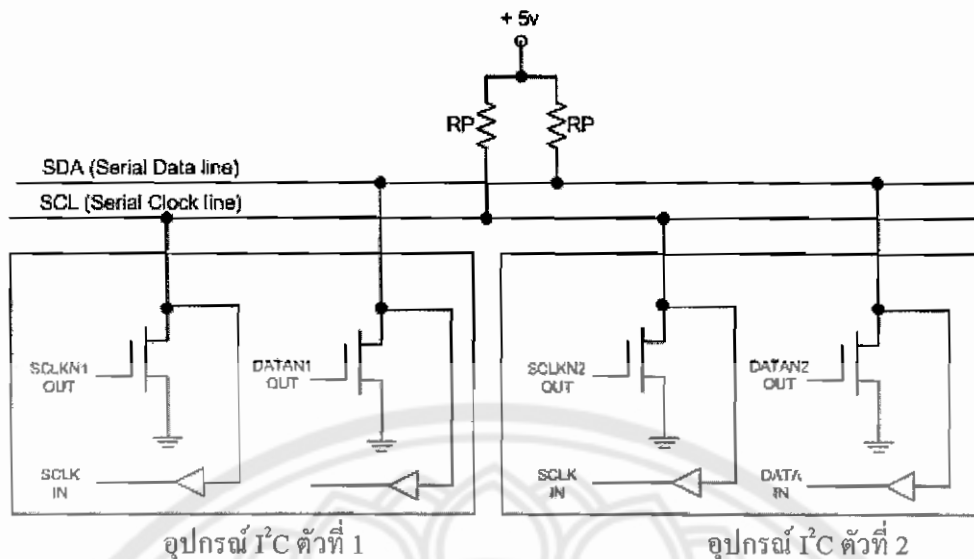 + 5v
RP
RP
SDA (Serial Data line)
SCL (Serial Clock line)
SCLKN1
OUT
DATAN1
OUT
SCLKN2
OUT
DATAN2
OUT
SCLK
IN
SCLK
IN
DATA
IN
อุปกรณ์ I²C ตัวที่ 1
อุปกรณ์ I²C ตัวที่ 2